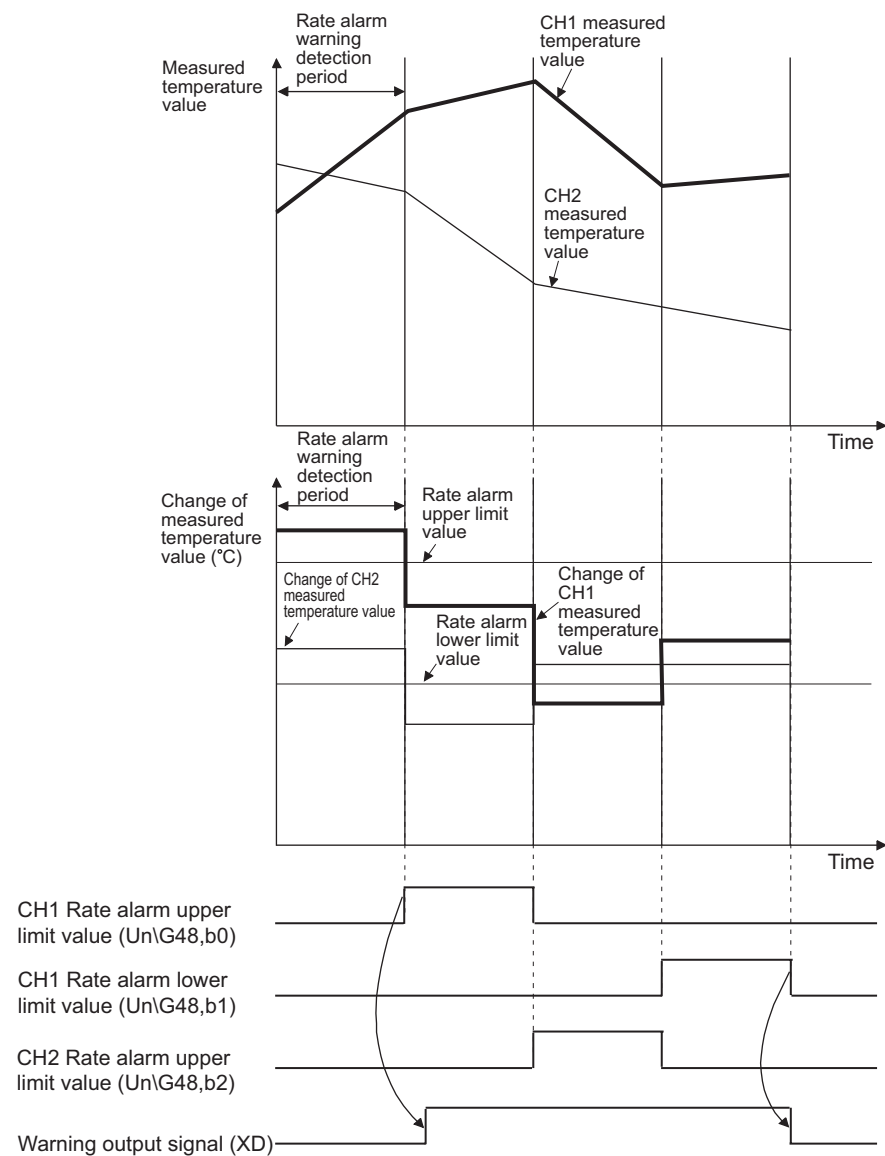 Rate alarm
warning
detection
period
CH1 measured
temperature
value
Measured
temperature
value
CH2
measured
temperature
value
Time
Rate alarm
warning
detection
period
Change of
measured
temperature
value (°C)
Rate alarm
upper limit
value
Change of CH2
measured
temperature value
Change of
CH1
measured
temperature
value
Rate alarm
lower limit
value
Time
CH1 Rate alarm upper
limit value (Un\G48,b0)
CH1 Rate alarm lower
limit value (Un\G48,b1)
CH2 Rate alarm upper
limit value (Un\G48,b2)
Warning output signal (XD)